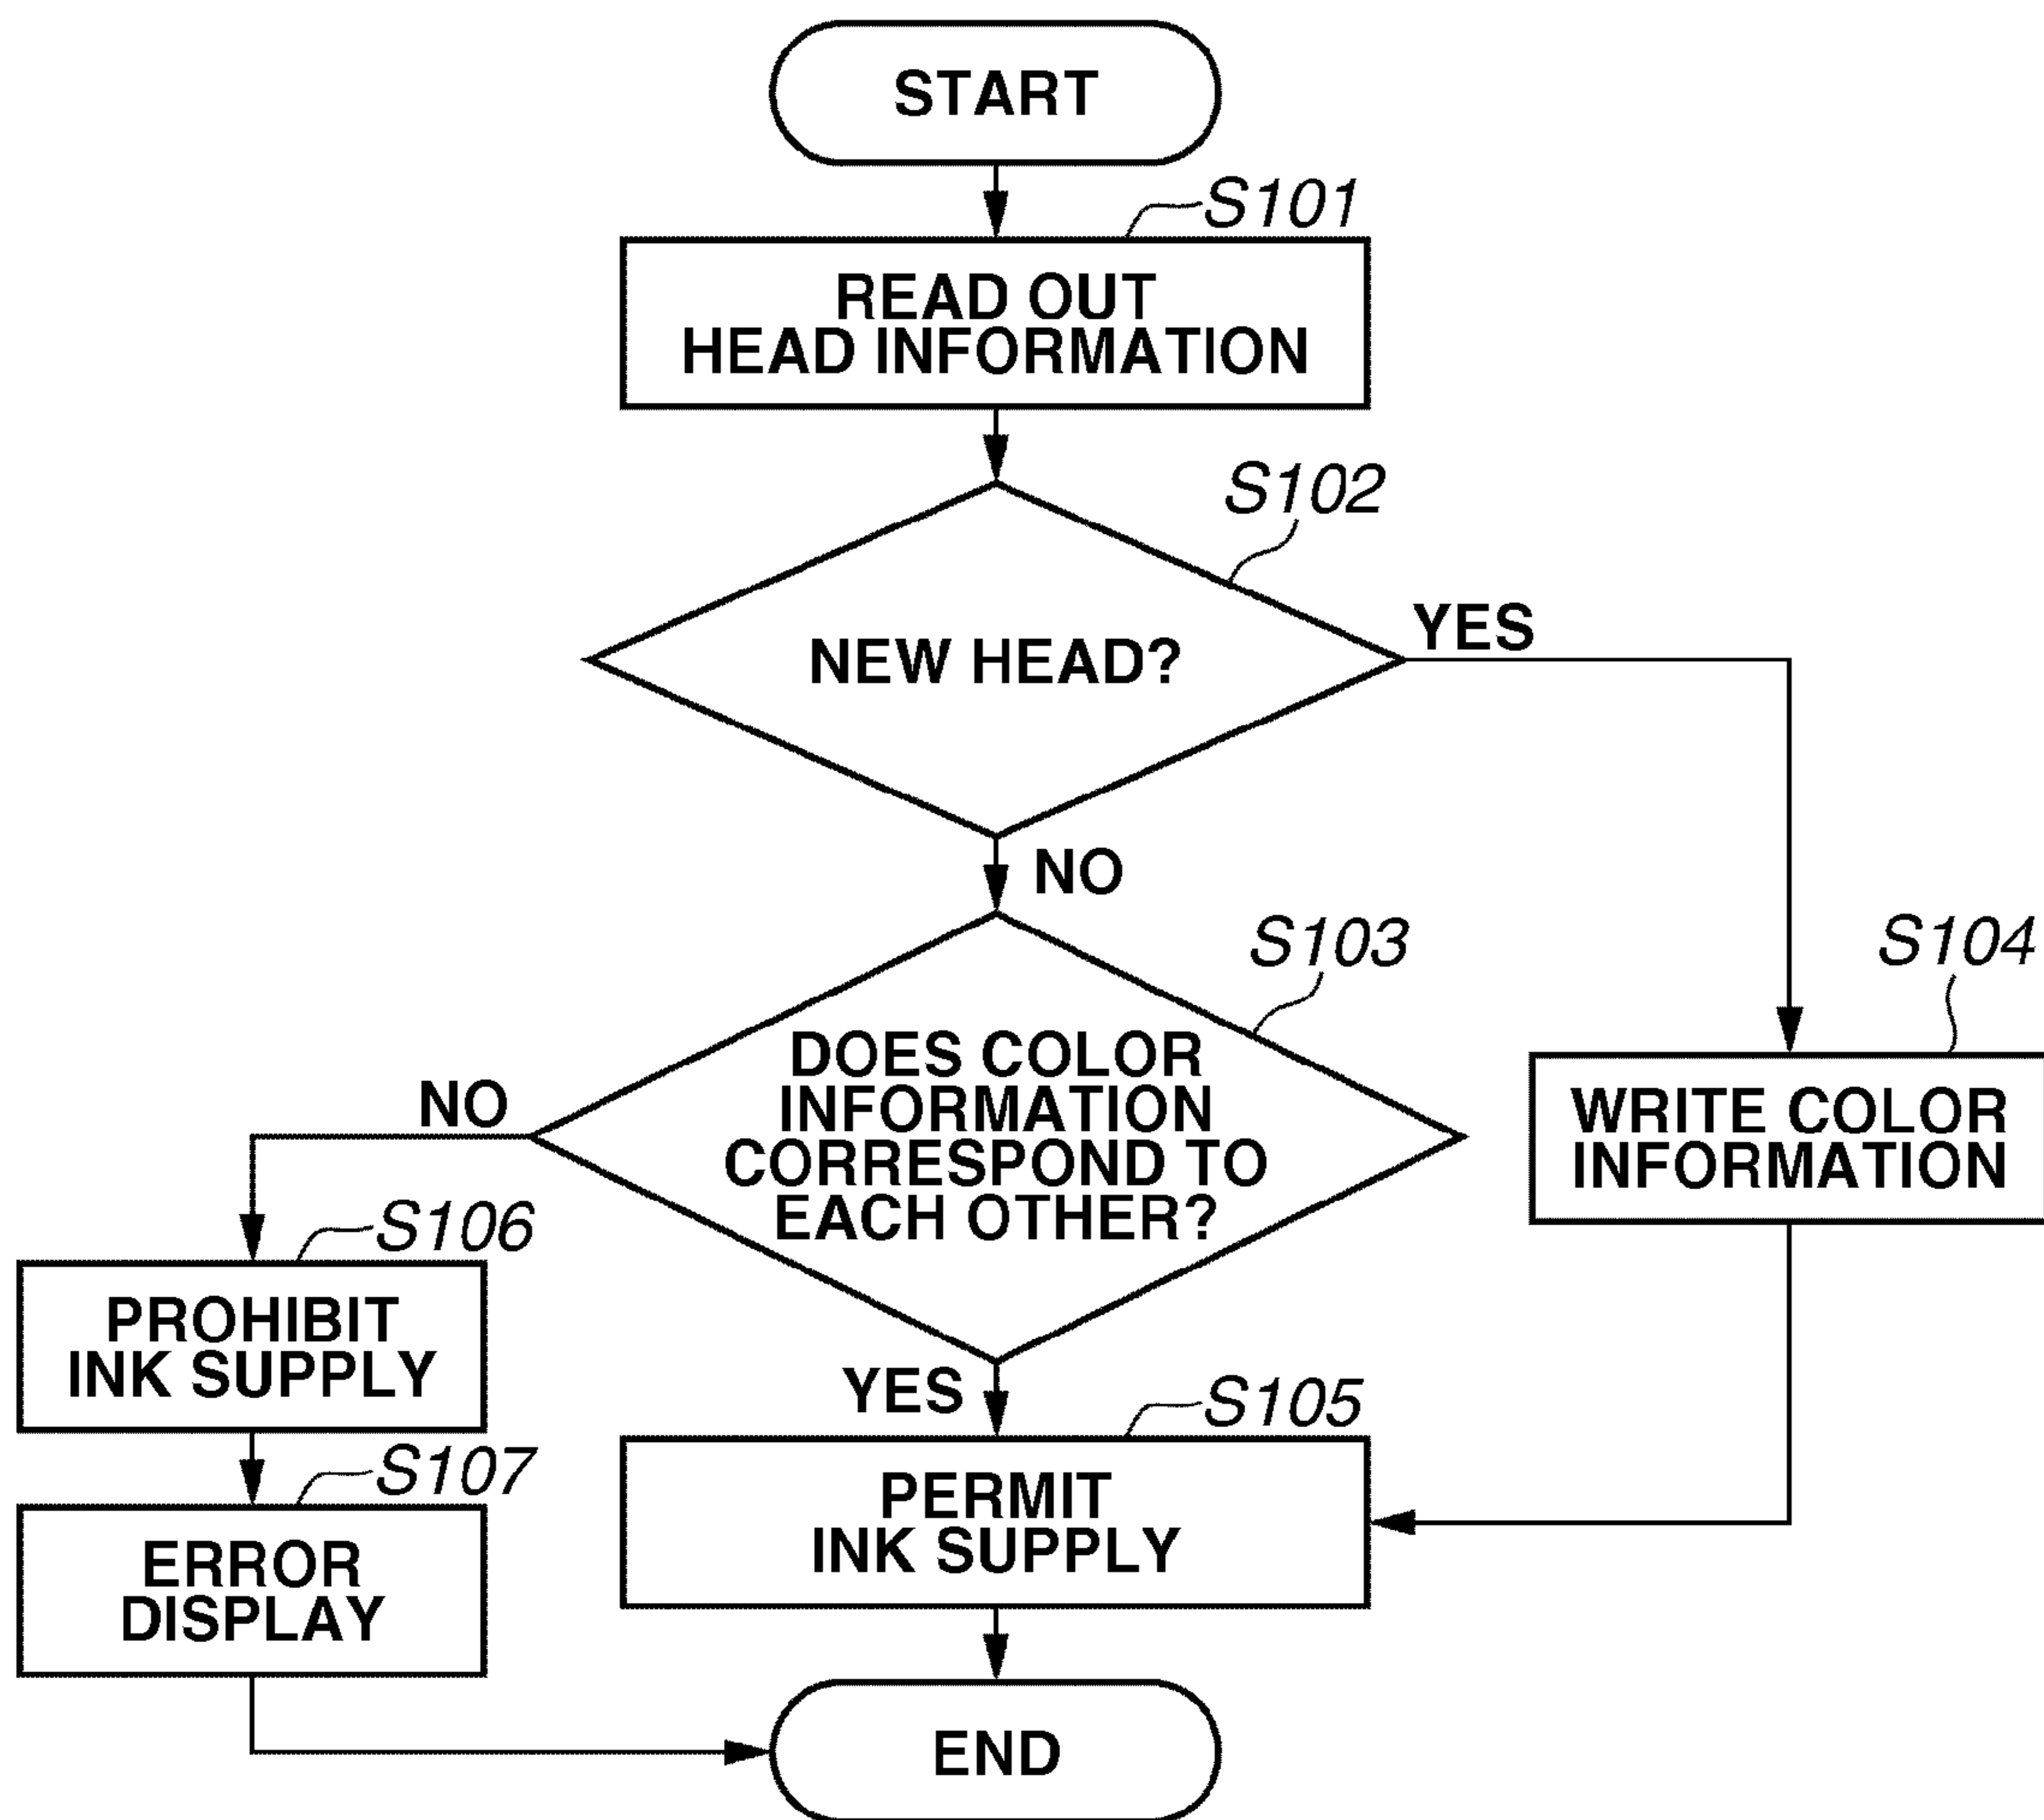 START
S101
READ OUT
HEAD INFORMATION
S102
NEW HEAD?
YES
NO
S103
S104
DOES COLOR
INFORMATION
CORRESPOND TO
EACH OTHER?
NO
WRITE COLOR
INFORMATION
S106
PROHIBIT
INK SUPPLY
YES
S105
S107
PERMIT
INK SUPPLY
ERROR
DISPLAY
END